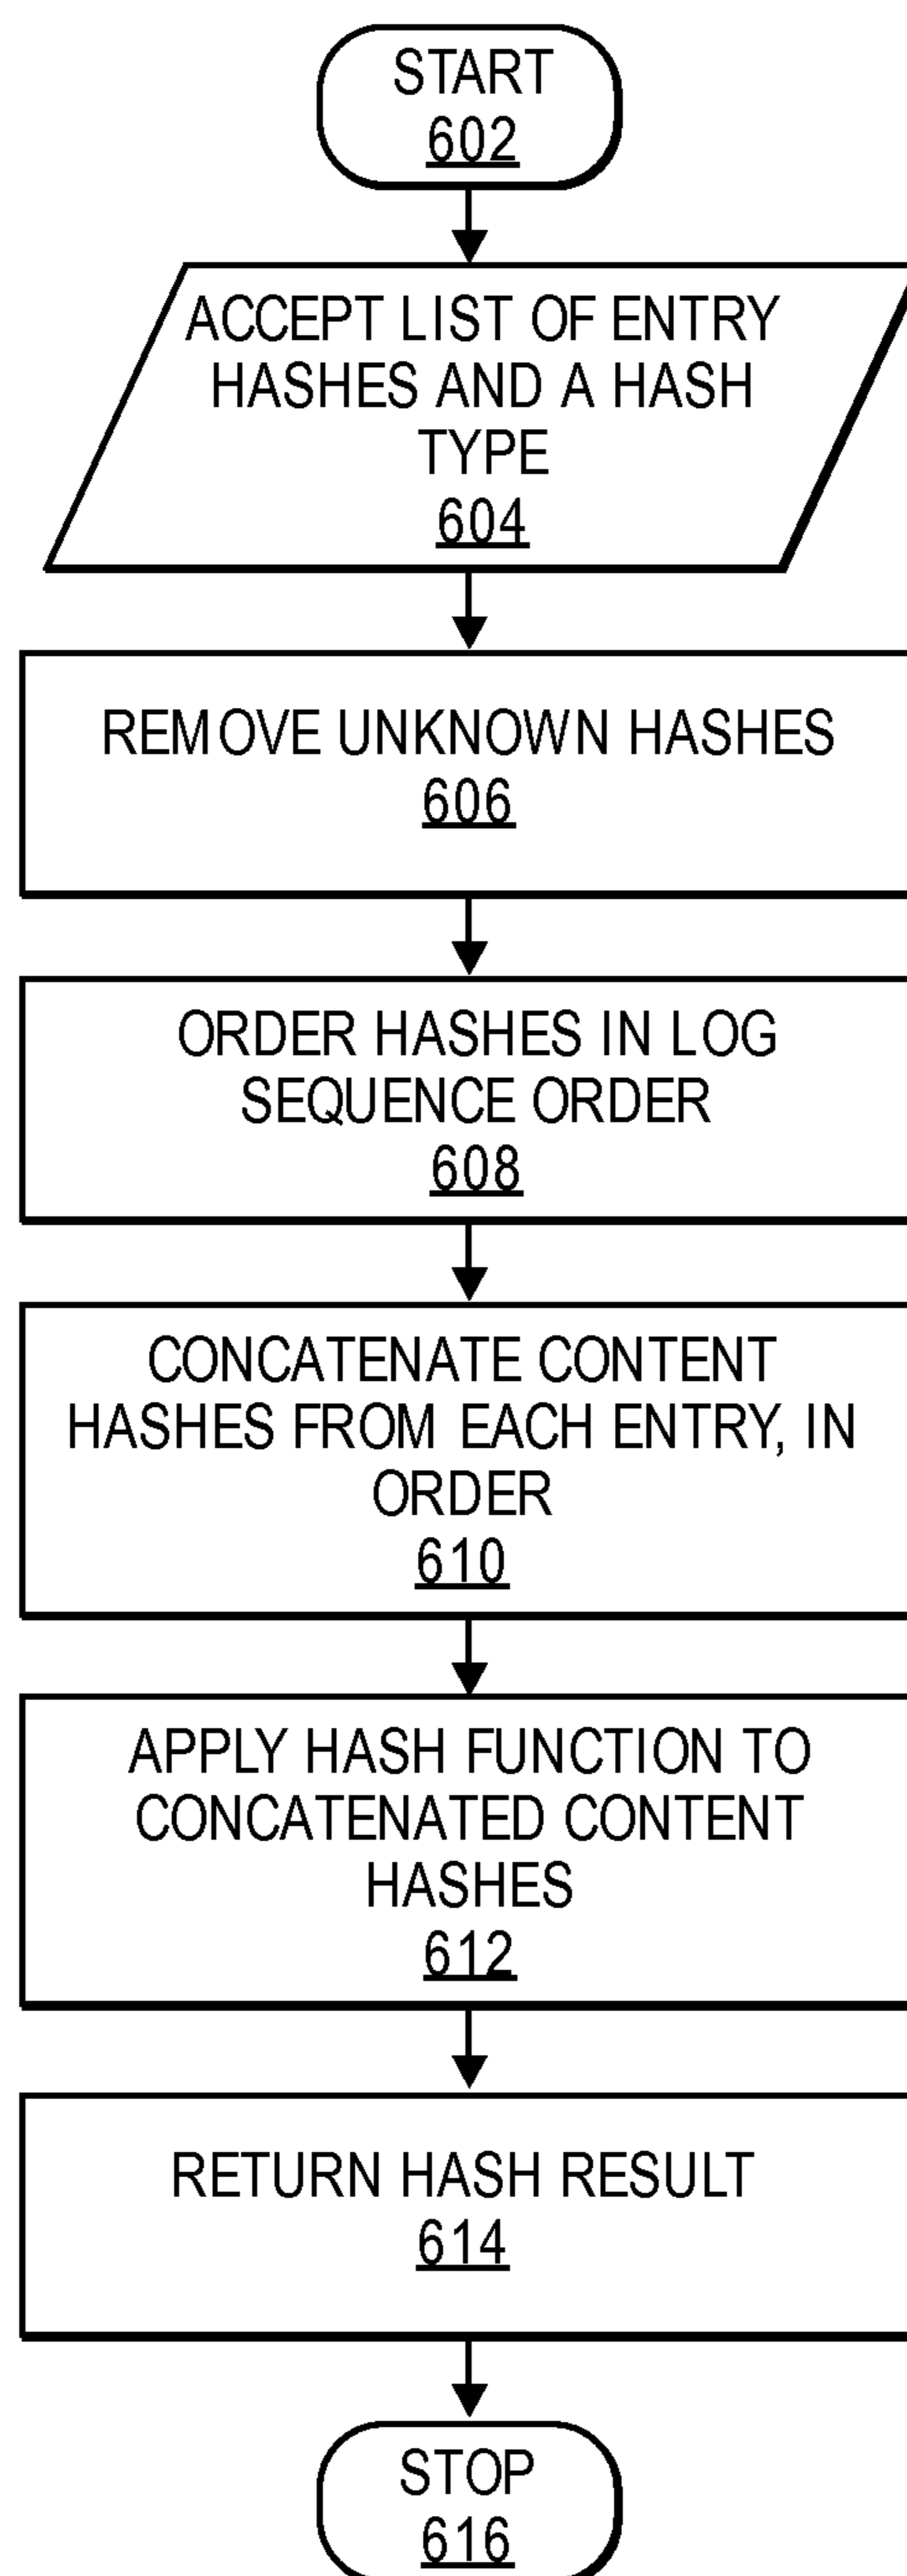 START
602
ACCEPT LIST OF ENTRY
HASHES AND A HASH
TYPE
604
REMOVE UNKNOWN HASHES
606
ORDER HASHES IN LOG
SEQUENCE ORDER
608
CONCATENATE CONTENT
HASHES FROM EACH ENTRY, IN
ORDER
610
APPLY HASH FUNCTION TO
CONCATENATED CONTENT
HASHES
612
RETURN HASH RESULT
614
STOP
616